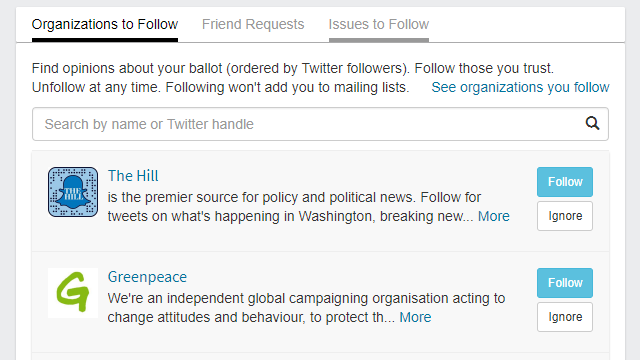 Organizations to Follow Friend Requests Issues to Follow
Find opinions about your ballot (ordered by Twitter followers). Follow those you trust.
Unfollow at any time. Following won't add you to mailing lists. See organizations you follow
Search by name or Twitter handle
THE
HILL
The Hill
is the premier source for policy and political news. Follow for
tweets on what's happening in Washington, breaking new... More
Follow
Ignore
G
Greenpeace
We're an independent global campaigning organisation acting to
change attitudes and behaviour, to protect th... More
Follow
Ignore